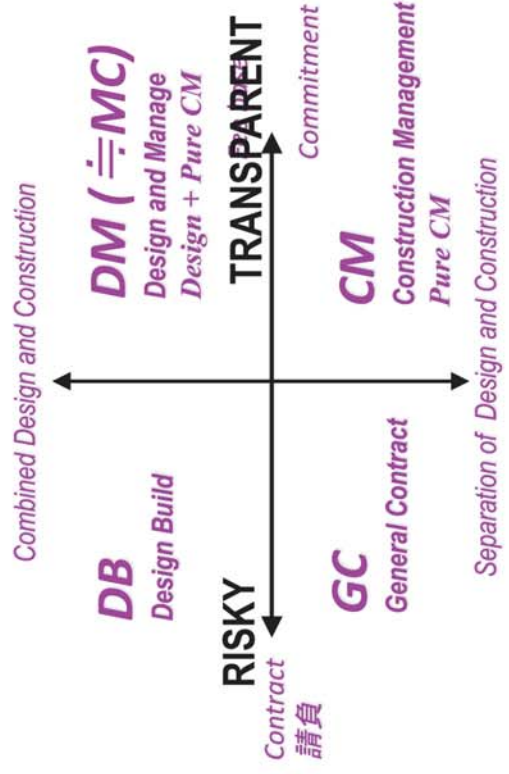 Combined Design and Construction
DB
Design Build
DM (≒MC)
Design and Manage
Design + Pure CM
RISKY
TRANSPARENT
Contract
請負
Commitment
GC
General Contract
CM
Construction Management
Pure CM
Separation of Design and Construction